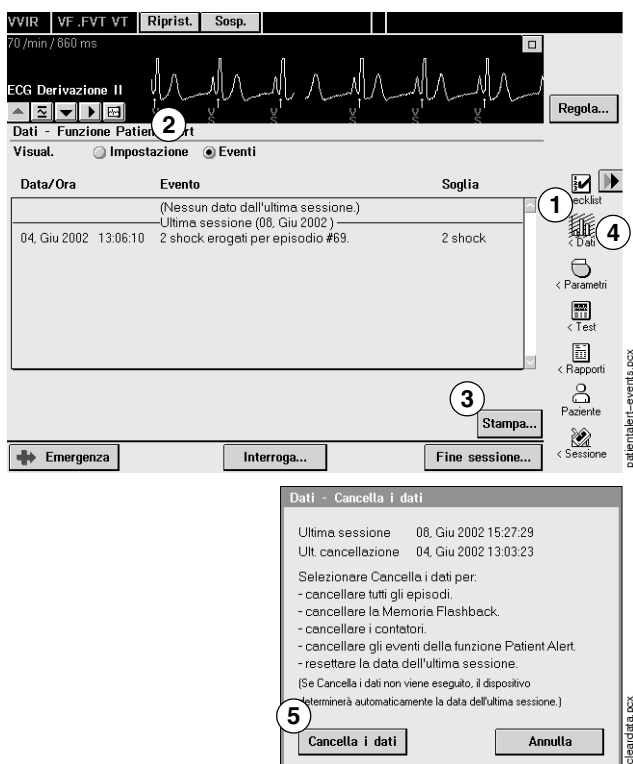 VVIR VF .FVT VT Riprist. Sosp.
70 /min / 860 ms
ECG Derivazione II
V S V S V S V S V S V S
Regola...
Dati - Funzione Patien
2
rt
Visual. Impostazione Eventi
Data/Ora Evento Soglia
(Nessun dato dall'ultima sessione.)
Ultima sessione (08, Giu 2002)
04, Giu 2002 13:06:10 2 shock erogati per episodio #69. 2 shock
1
ecklist
< Dati
4
< Parametri
< Test
< Rapporti
Paziente
< Sessione
3
Stampa...
Emergenza Interroga... Fine sessione...
patientalert-events.pcx
Dati - Cancella i dati
Ultima sessione 08, Giu 2002 15:27:29
Ult. cancellazione 04, Giu 2002 13:03:23
Selezionare Cancella i dati per:
- cancellare tutti gli episodi.
- cancellare la Memoria Flashback.
- cancellare i contatori.
- cancellare gli eventi della funzione Patient Alert.
- resettare la data dell'ultima sessione.
(Se Cancella i dati non viene eseguito, il dispositivo
determinerà automaticamente la data dell'ultima sessione.)
5
Cancella i dati Annulla
cleardata.pcx